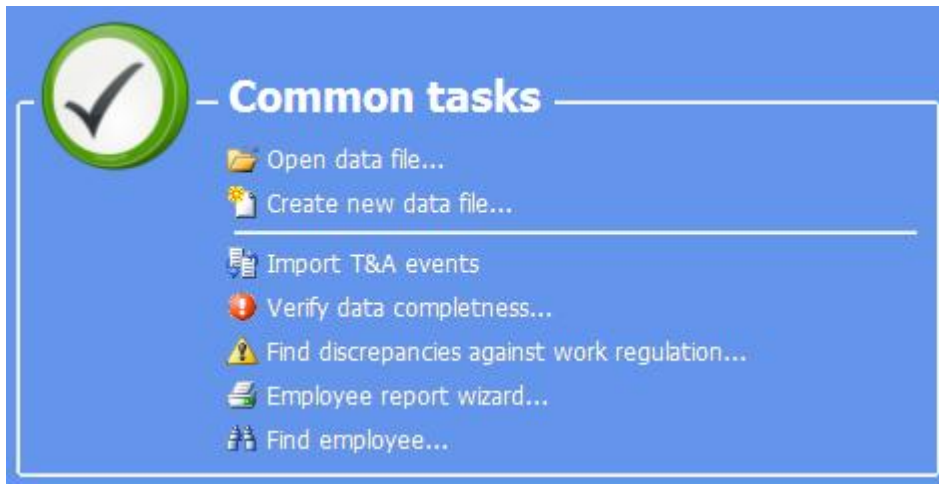 Common tasks
Open data file...
Create new data file...
Import T&A events
Verify data completness...
Find discrepancies against work regulation...
Employee report wizard...
Find employee...